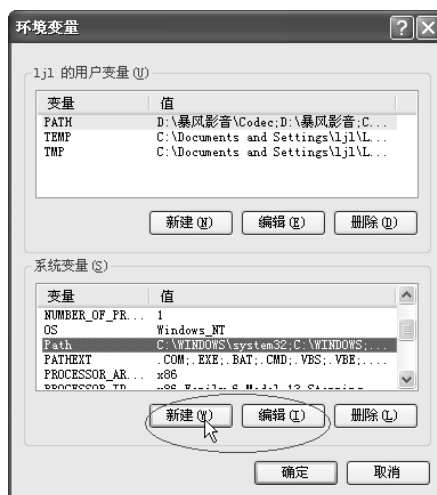 环境变量
ljl 的用户变量(U)
变量 值
PATH D:\暴风影音\Codec;D:\暴风影音;C...
TEMP C:\Documents and Settings\ljl\L...
TMP C:\Documents and Settings\ljl\L...
新建(N) 编辑(E) 删除(D)
系统变量(S)
变量 值
NUMBER_OF_PR... 1
OS Windows_NT
Path C:\WINDOWS\system32;C:\WINDOWS;...
PATHEXT .COM;.EXE;.BAT;.CMD;.VBS;.VBE;...
PROCESSOR_AR... x86
新建(W) 编辑(I) 删除(L)
确定 取消